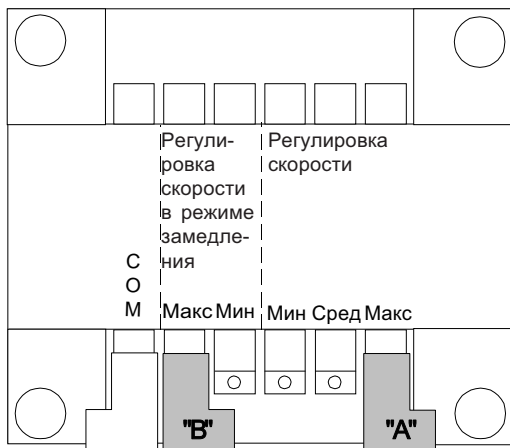 Регули-
ровка
скорости
в режиме
замедле-
ния
Регулировка
скорости
С
О
М
Макс Мин Мин Сред Макс
"В" "А"